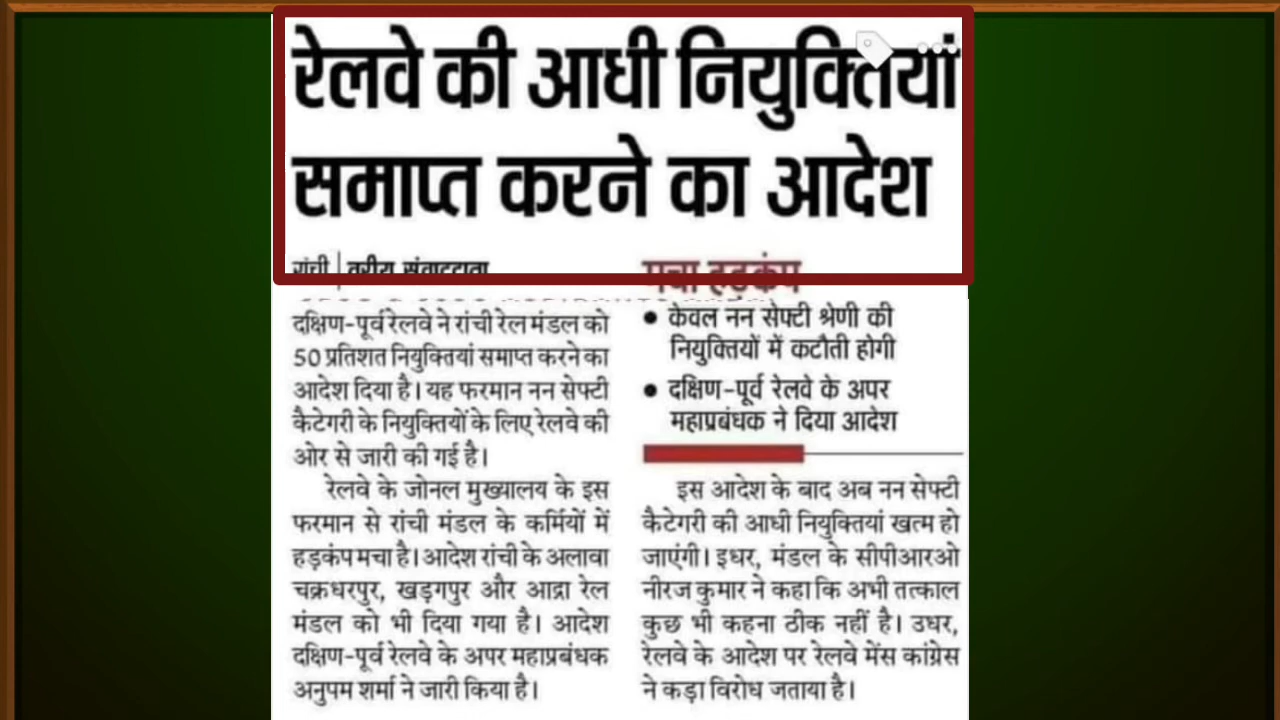 रेलवे की आधी नियुक्तियां
समाप्त करने का आदेश
रांची | वरीय संवाददाता
दक्षिण-पूर्व रेलवे ने रांची रेल मंडल को
50 प्रतिशत नियुक्तियां समाप्त करने का
आदेश दिया है। यह फरमान नन सेफ्टी
कैटेगरी के नियुक्तियों के लिए रेलवे की
ओर से जारी की गई है।
रेलवे के जोनल मुख्यालय के इस
फरमान से रांची मंडल के कर्मियों में
हड़कंप मचा है। आदेश रांची के अलावा
चक्रधरपुर, खड़गपुर और आद्रा रेल
मंडल को भी दिया गया है। आदेश
दक्षिण-पूर्व रेलवे के अपर महाप्रबंधक
अनुपम शर्मा ने जारी किया है।
मचा हड़कंप
● केवल नन सेफ्टी श्रेणी की
नियुक्तियों में कटौती होगी
● दक्षिण-पूर्व रेलवे के अपर
महाप्रबंधक ने दिया आदेश
इस आदेश के बाद अब नन सेफ्टी
कैटेगरी की आधी नियुक्तियां खत्म हो
जाएंगी। इधर, मंडल के सीपीआरओ
नीरज कुमार ने कहा कि अभी तत्काल
कुछ भी कहना ठीक नहीं है। उधर,
रेलवे के आदेश पर रेलवे मेंस कांग्रेस
ने कड़ा विरोध जताया है।